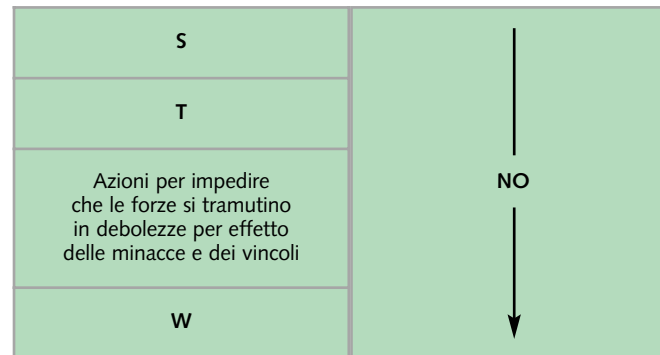 S
T
Azioni per impedire
che le forze si tramutino
in debolezze per effetto
delle minacce e dei vincoli
W
NO